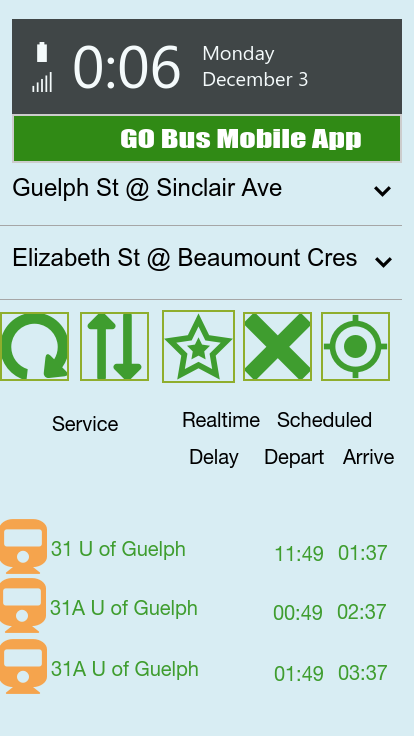 0:06
Monday
December 3
GO Bus Mobile App
Guelph St @ Sinclair Ave
Elizabeth St @ Beaumount Cres
Service Realtime Scheduled
Delay Depart Arrive
31 U of Guelph 11:49 01:37
31A U of Guelph 00:49 02:37
31A U of Guelph 01:49 03:37